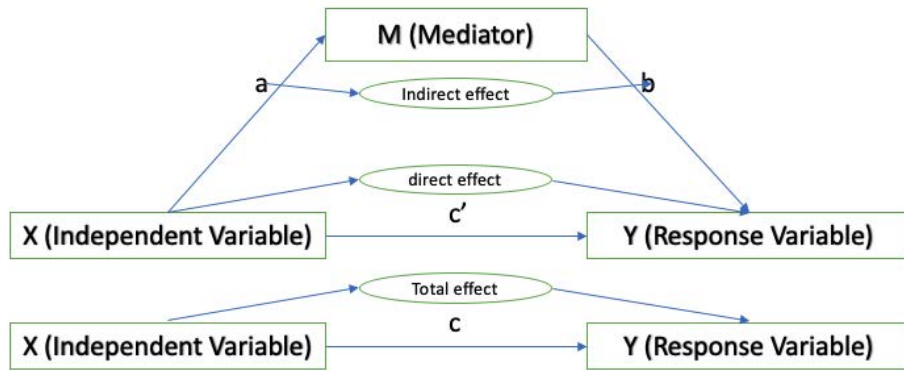 M (Mediator)
a
Indirect effect
b
direct effect
c’
X (Independent Variable)
Y (Response Variable)
Total effect
c
X (Independent Variable)
Y (Response Variable)